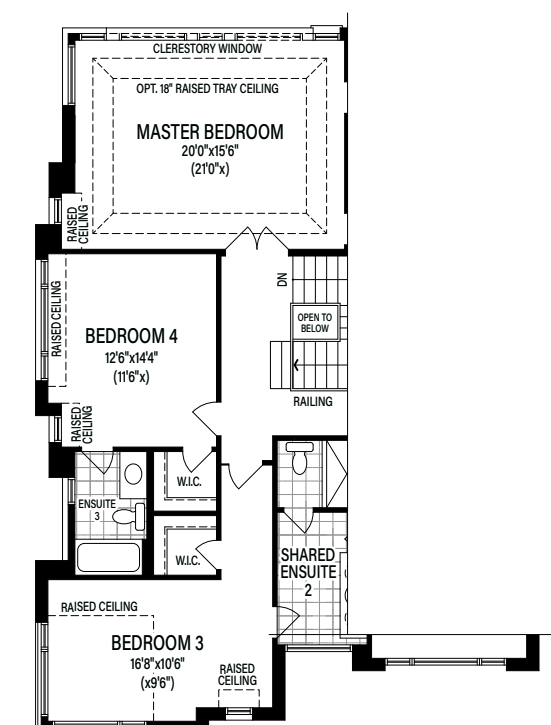 CLERESTORY WINDOW
OPT. 18" RAISED TRAY CEILING
MASTER BEDROOM
20'0"x15'6"
(21'0"x)
RAISED
CEILING
DN
OPEN TO
BELOW
RAILING
RAISED CEILING
BEDROOM 4
12'6"x14'4"
(11'6"x)
RAISED
CEILING
W.I.C.
ENSUITE
3
W.I.C.
SHARED
ENSUITE
2
RAISED CEILING
BEDROOM 3
16'8"x10'6"
(x9'6")
RAISED
CEILING